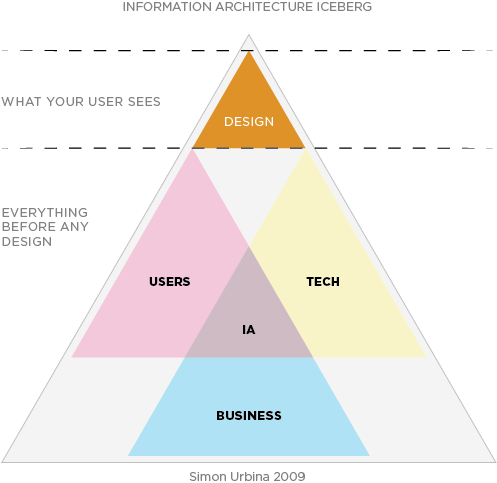 INFORMATION ARCHITECTURE ICEBERG
WHAT YOUR USER SEES
DESIGN
EVERYTHING
BEFORE ANY
DESIGN
USERS
TECH
IA
BUSINESS
Simon Urbina 2009